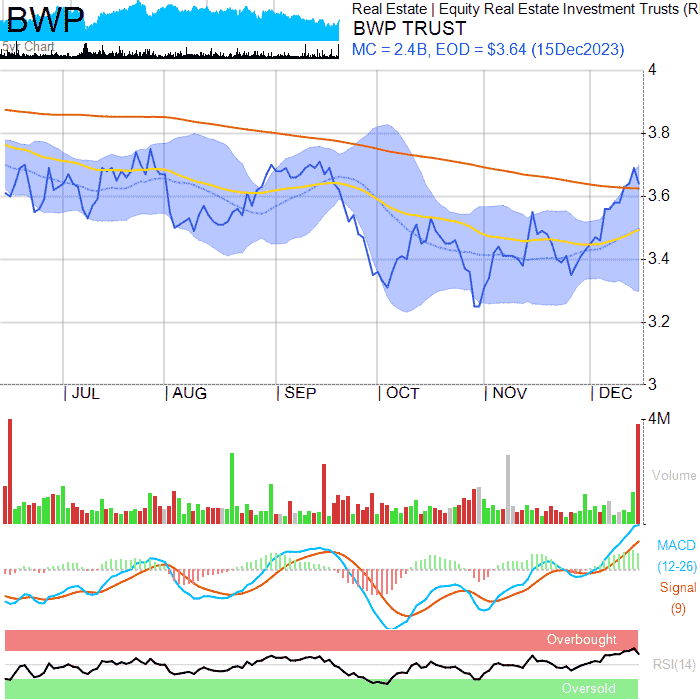 BWP
5yr Chart
Real Estate | Equity Real Estate Investment Trusts (R
BWP TRUST
MC = 2.4B, EOD = $3.64 (15Dec2023)
4
3.8
3.6
3.4
3.2
3
JUL AUG SEP OCT NOV DEC
4M
Volume
MACD
(12-26)
Signal
(9)
Overbought
RSI(14)
Oversold